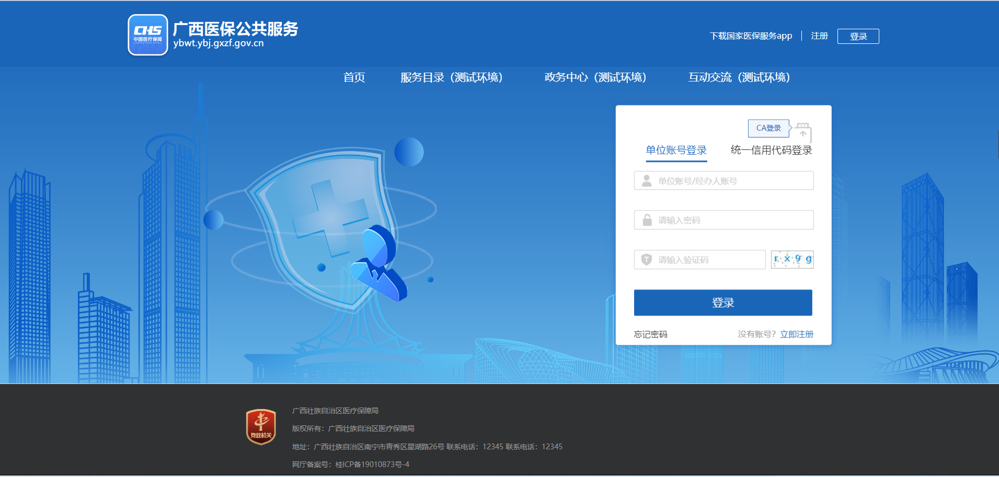 CHS
中国医疗保障
广西医保公共服务
ybwt.ybj.gxzf.gov.cn
下载国家医保服务app
注册
登录
首页
服务目录（测试环境）
政务中心（测试环境）
互动交流（测试环境）
CA登录
单位账号登录
统一信用代码登录
单位账号/经办人账号
请输入密码
请输入验证码
r x 9 g
登录
忘记密码
没有账号？立即注册
党政机关
广西壮族自治区医疗保障局
版权所有：广西壮族自治区医疗保障局
地址：广西壮族自治区南宁市青秀区星湖路26号 联系电话：12345 联系电话：12345
网厅备案号：桂ICP备19010873号-4